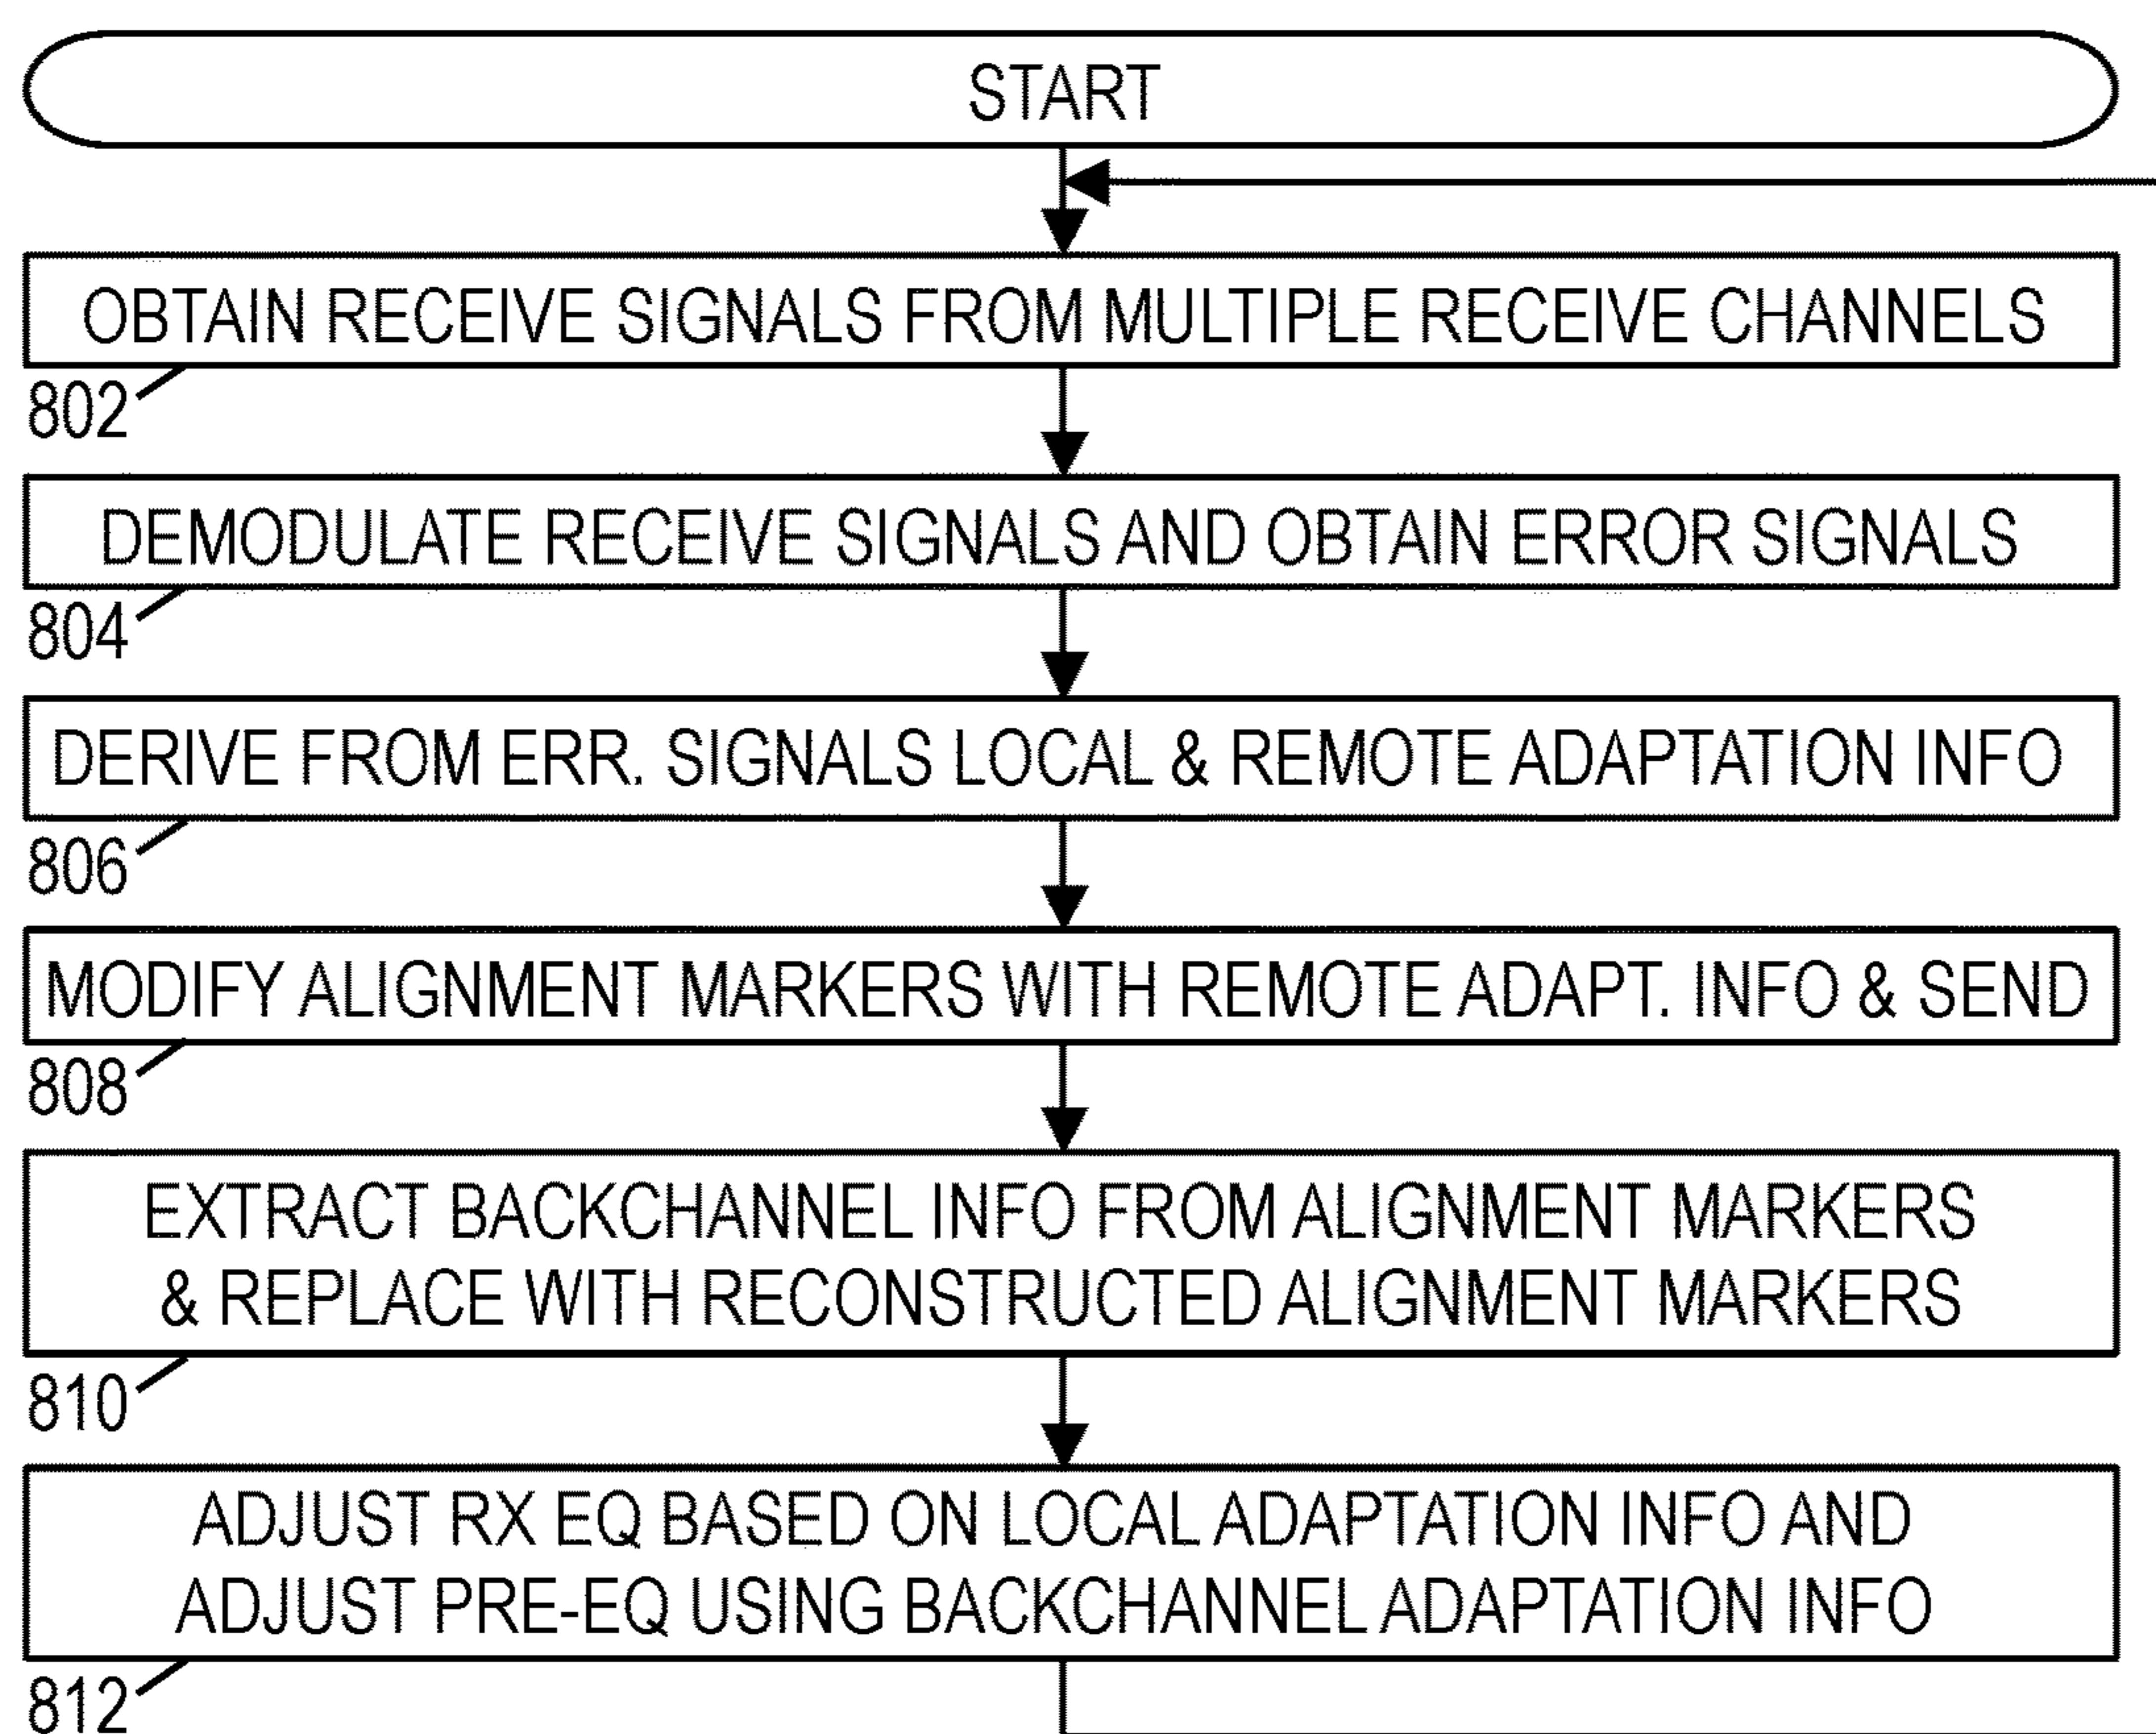 START
OBTAIN RECEIVE SIGNALS FROM MULTIPLE RECEIVE CHANNELS
802
DEMODULATE RECEIVE SIGNALS AND OBTAIN ERROR SIGNALS
804
DERIVE FROM ERR. SIGNALS LOCAL & REMOTE ADAPTATION INFO
806
MODIFY ALIGNMENT MARKERS WITH REMOTE ADAPT. INFO & SEND
808
EXTRACT BACKCHANNEL INFO FROM ALIGNMENT MARKERS
& REPLACE WITH RECONSTRUCTED ALIGNMENT MARKERS
810
ADJUST RX EQ BASED ON LOCAL ADAPTATION INFO AND
ADJUST PRE-EQ USING BACKCHANNEL ADAPTATION INFO
812